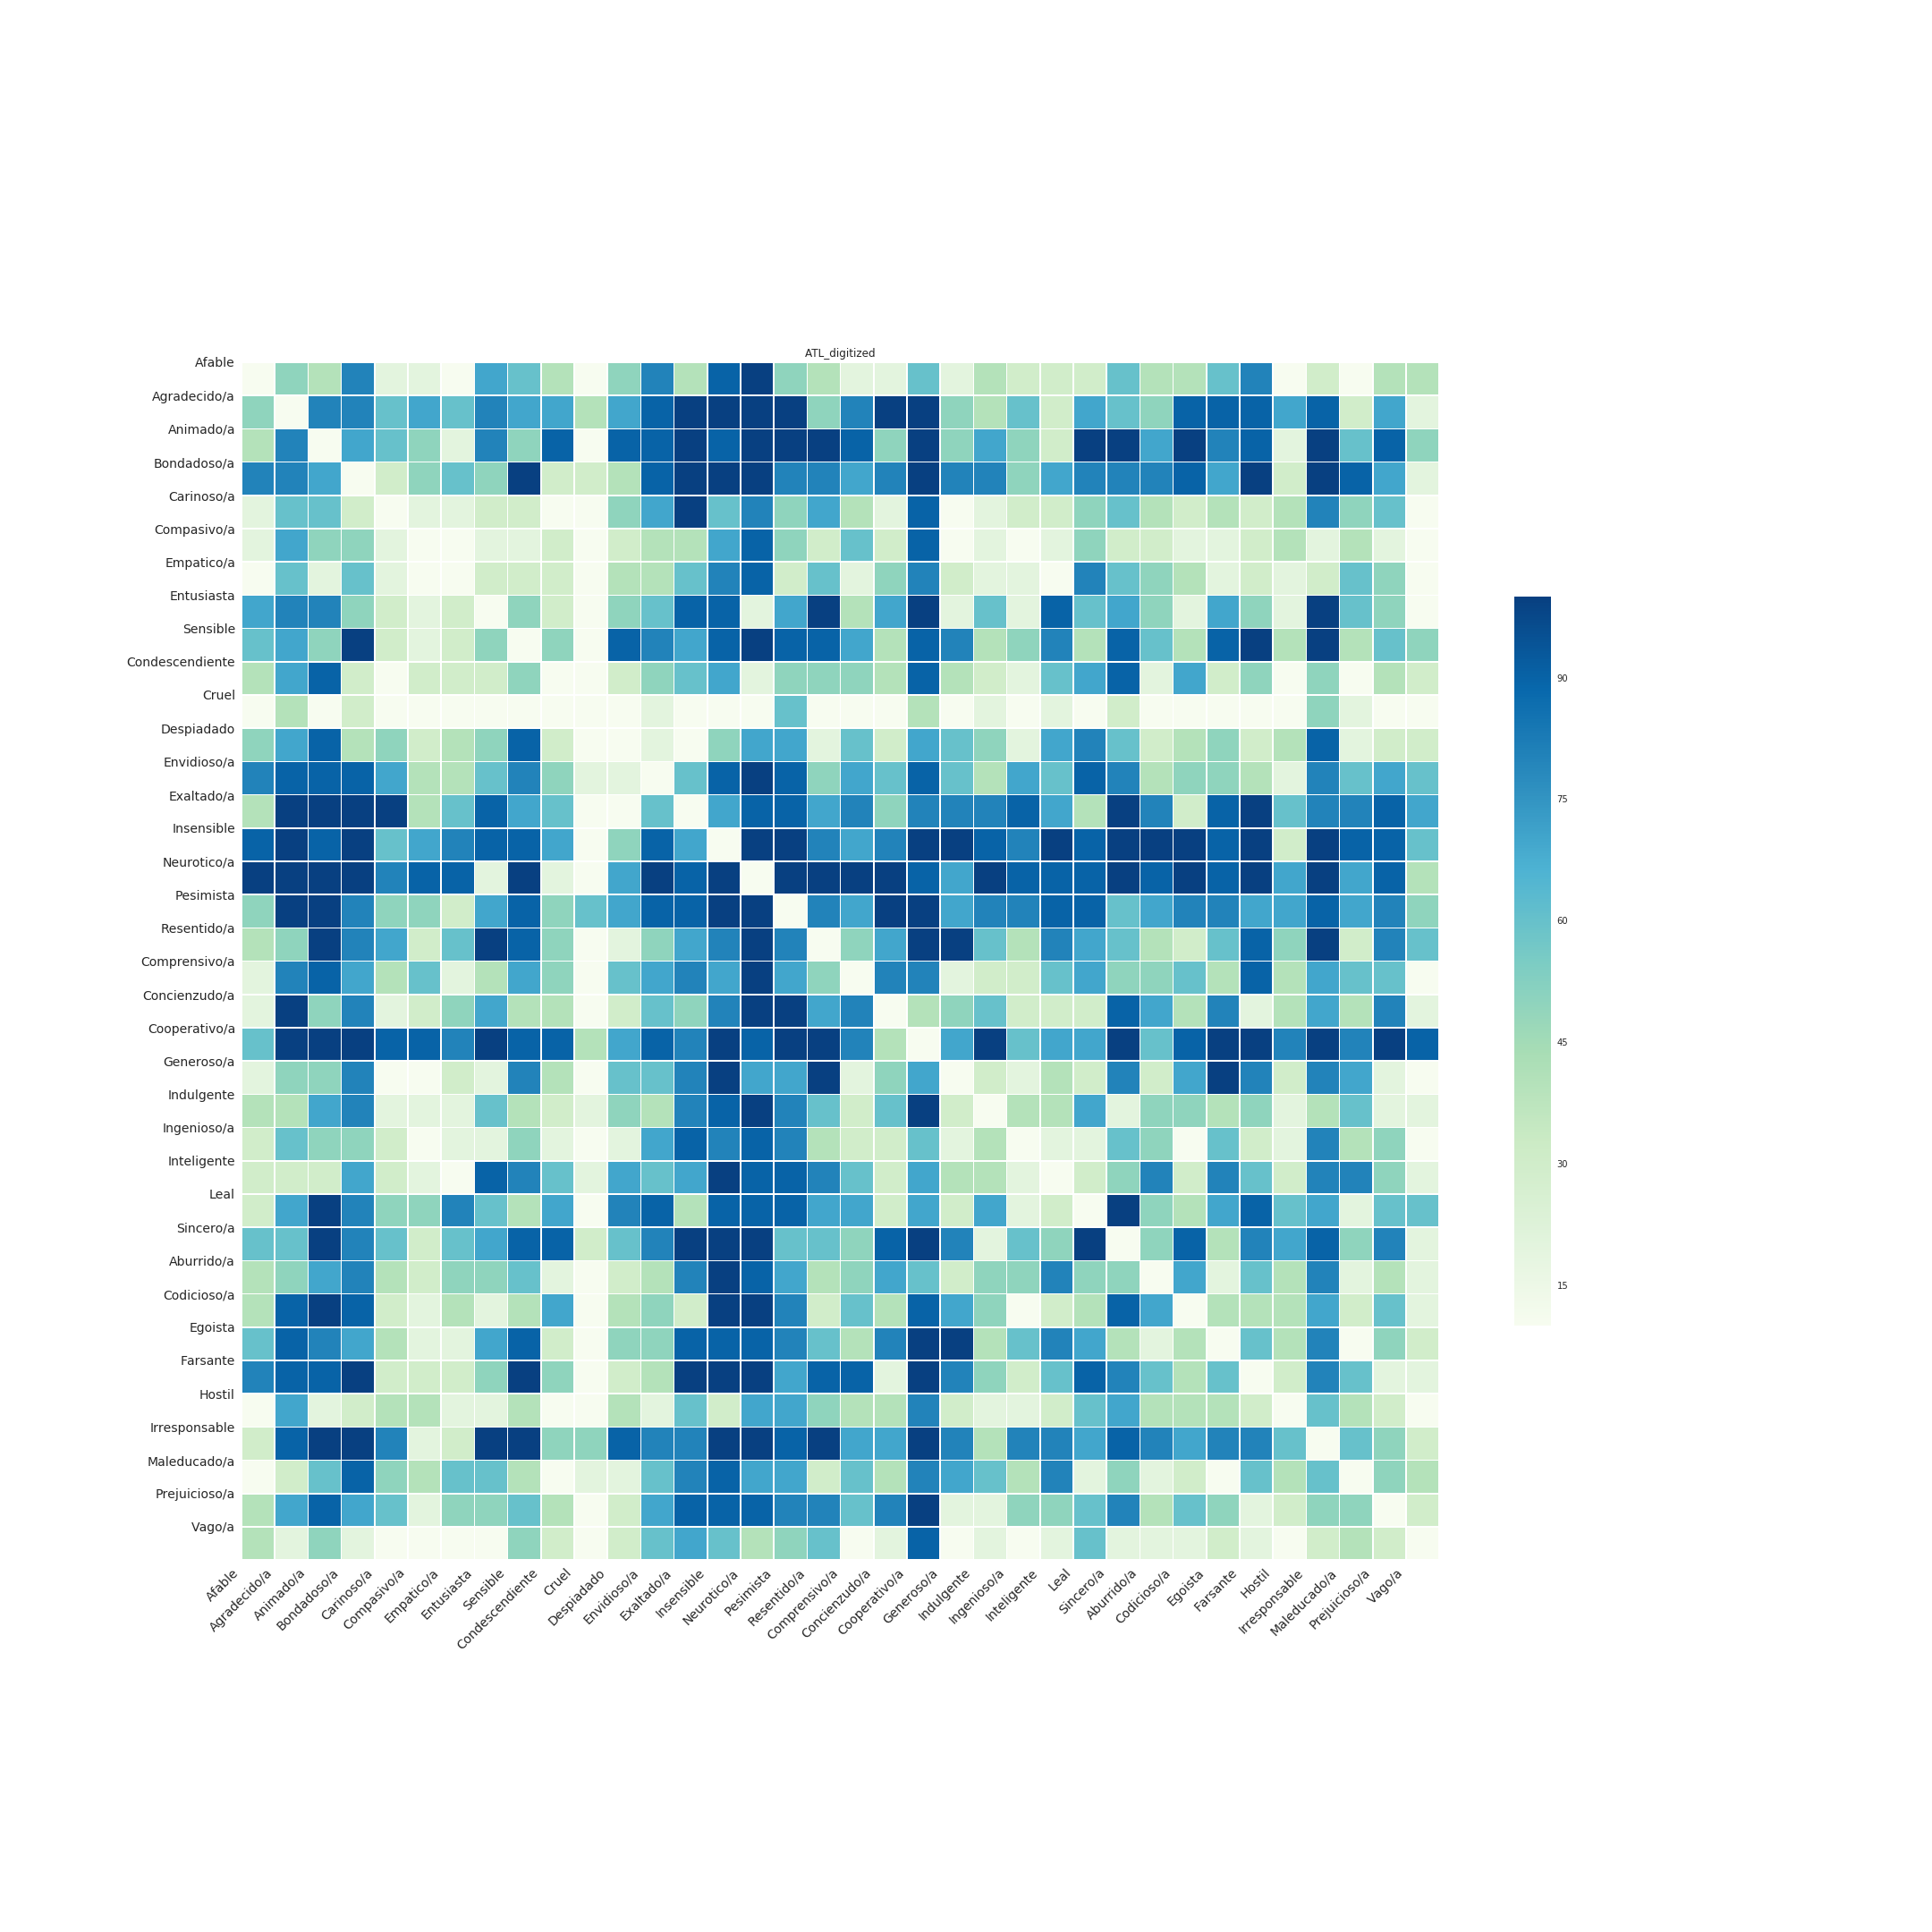 ATL_digitized
Afable
Agradecido/a
Animado/a
Bondadoso/a
Carinoso/a
Compasivo/a
Empatico/a
Entusiasta
Sensible
Condescendiente
Cruel
Despiadado
Envidioso/a
Exaltado/a
Insensible
Neurotico/a
Pesimista
Resentido/a
Comprensivo/a
Concienzudo/a
Cooperativo/a
Generoso/a
Indulgente
Ingenioso/a
Inteligente
Leal
Sincero/a
Aburrido/a
Codicioso/a
Egoista
Farsante
Hostil
Irresponsable
Maleducado/a
Prejuicioso/a
Vago/a
Afable
Agradecido/a
Animado/a
Bondadoso/a
Carinoso/a
Compasivo/a
Empatico/a
Entusiasta
Sensible
Condescendiente
Cruel
Despiadado
Envidioso/a
Exaltado/a
Insensible
Neurotico/a
Pesimista
Resentido/a
Comprensivo/a
Concienzudo/a
Cooperativo/a
Generoso/a
Indulgente
Ingenioso/a
Inteligente
Leal
Sincero/a
Aburrido/a
Codicioso/a
Egoista
Farsante
Hostil
Irresponsable
Maleducado/a
Prejuicioso/a
Vago/a
90
75
60
45
30
15